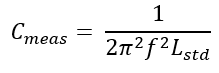 C_meas = 1 / (2π²f²L_std)